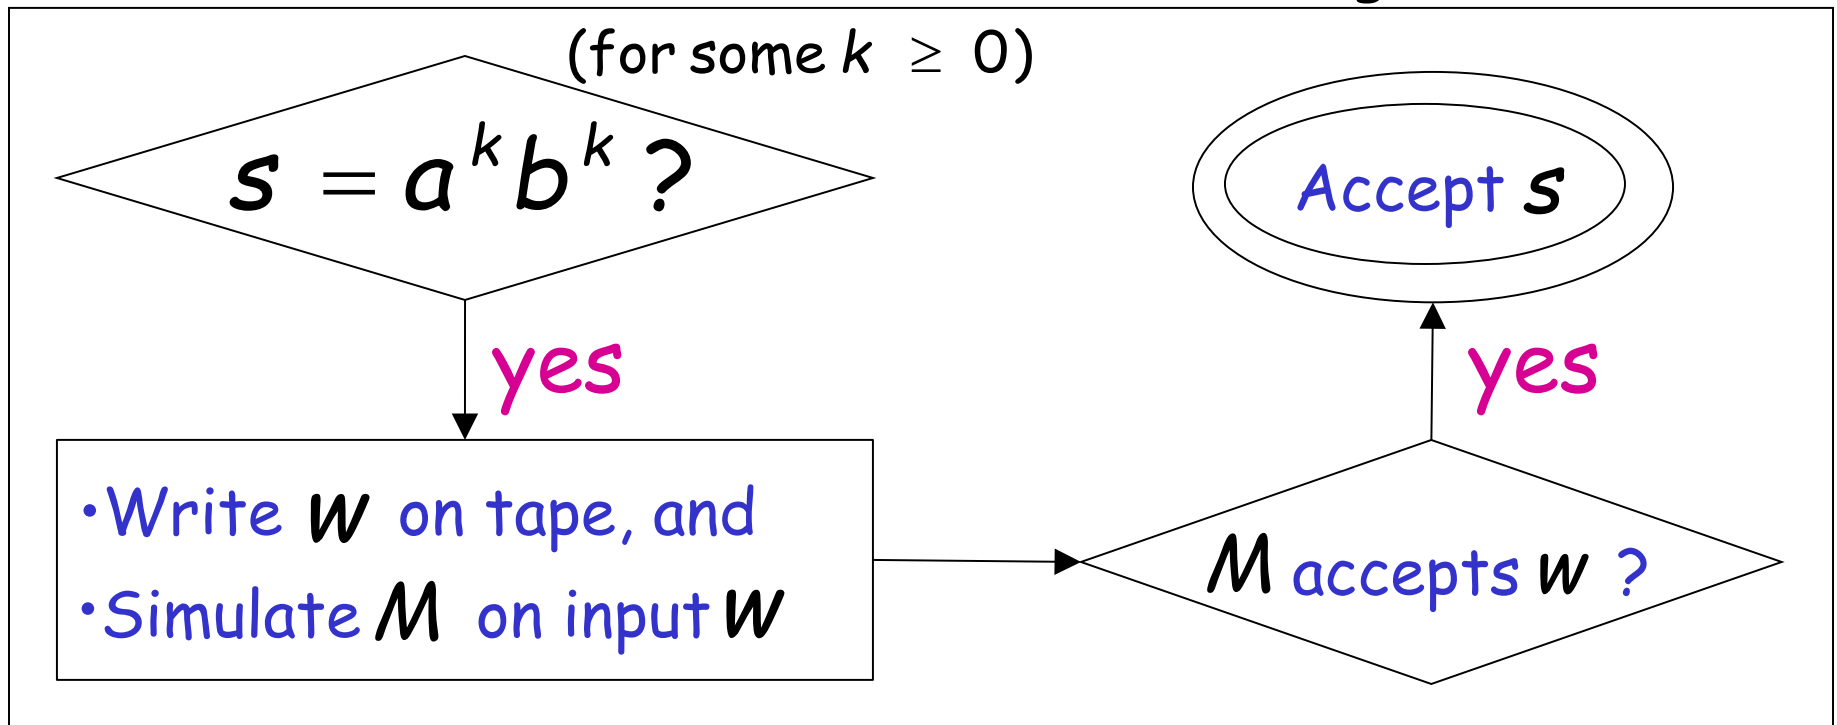 (for some k ≥ 0)
s = a^k b^k ?
yes
•Write w on tape, and
•Simulate M on input w
M accepts w ?
yes
Accept s